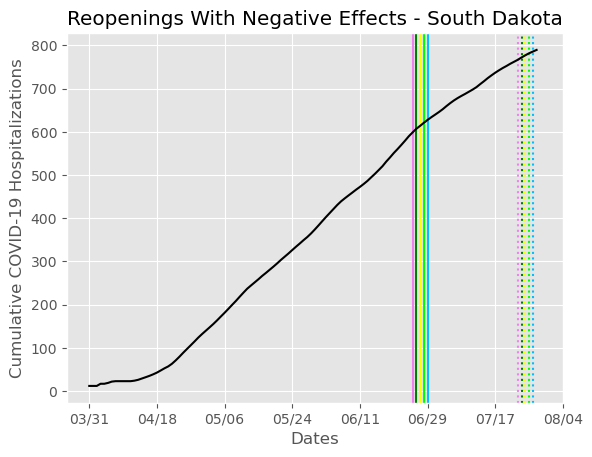 Reopenings With Negative Effects - South Dakota
Cumulative COVID-19 Hospitalizations
800
700
600
500
400
300
200
100
0
03/31 04/18 05/06 05/24 06/11 06/29 07/17 08/04
Dates